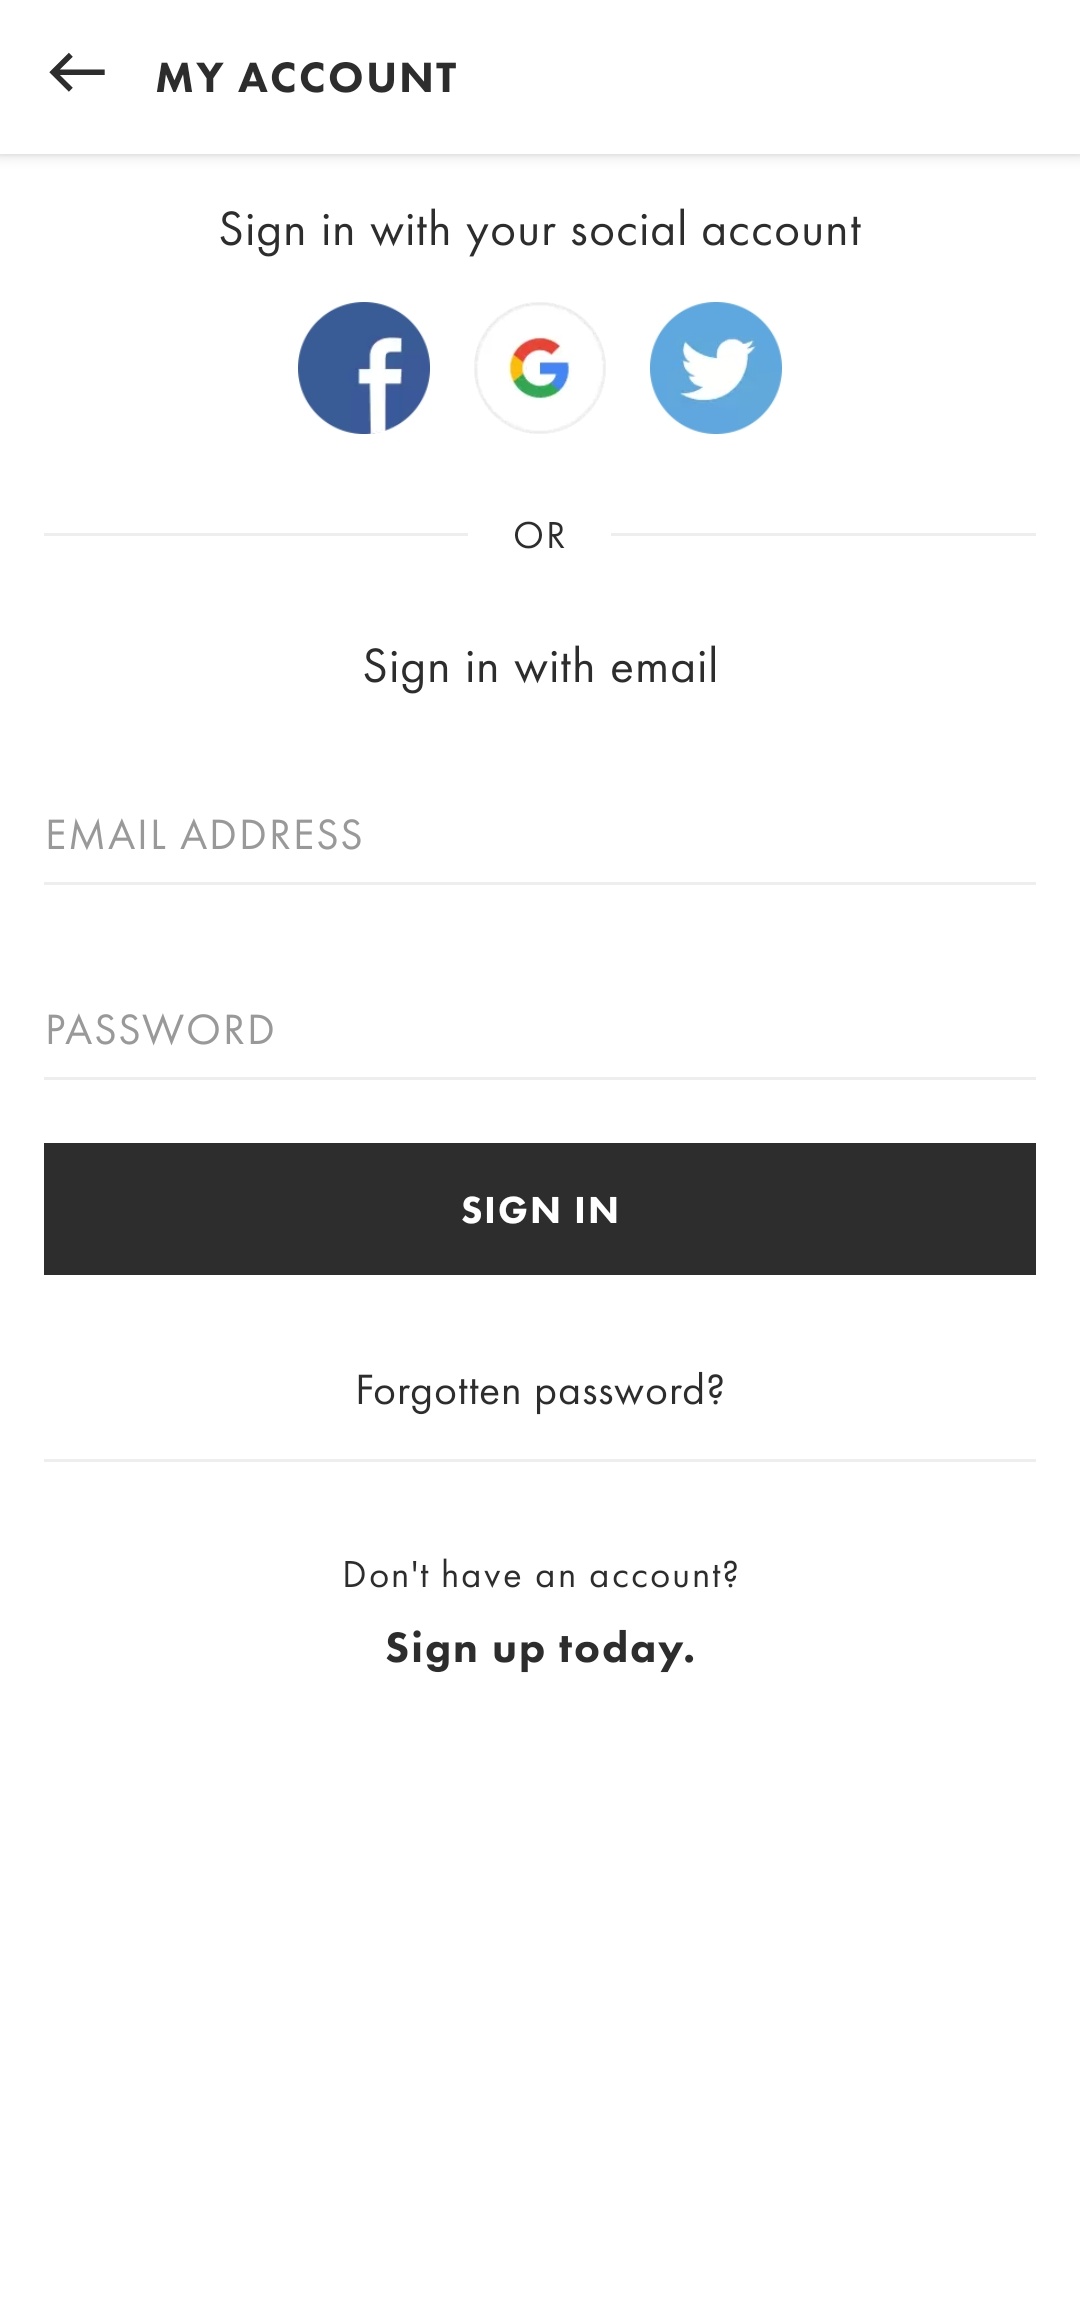 MY ACCOUNT
Sign in with your social account
OR
Sign in with email
EMAIL ADDRESS
PASSWORD
SIGN IN
Forgotten password?
Don't have an account?
Sign up today.